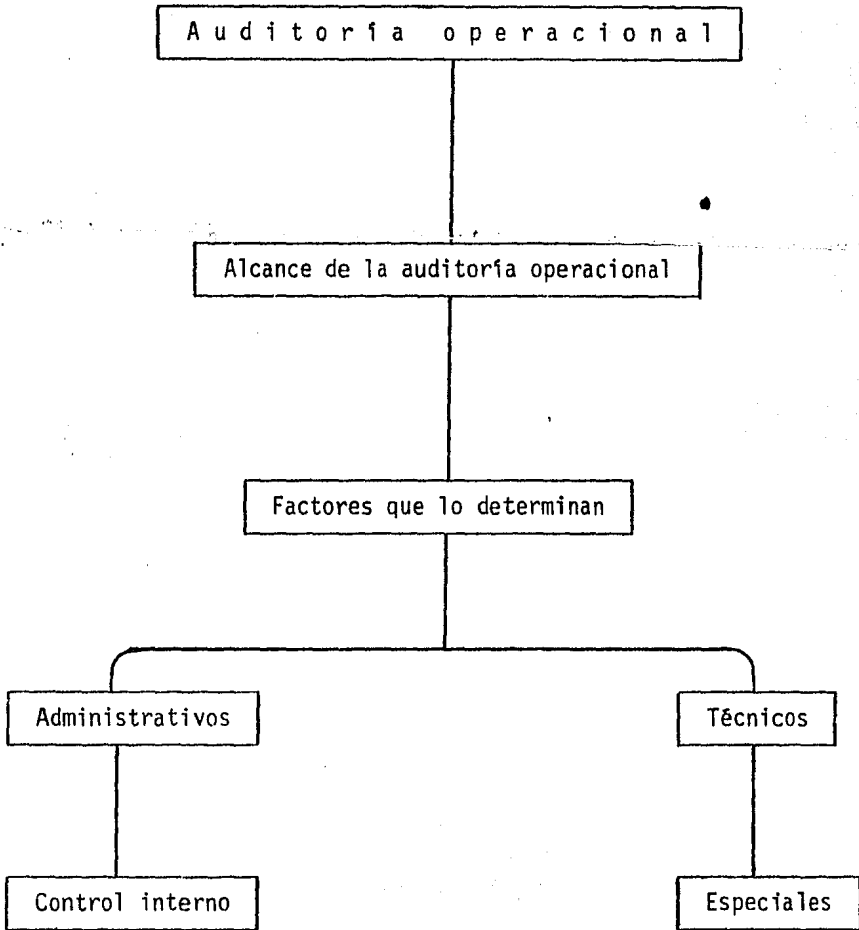 Auditoría operacional
Alcance de la auditoría operacional
Factores que lo determinan
Administrativos
Técnicos
Control interno
Especiales